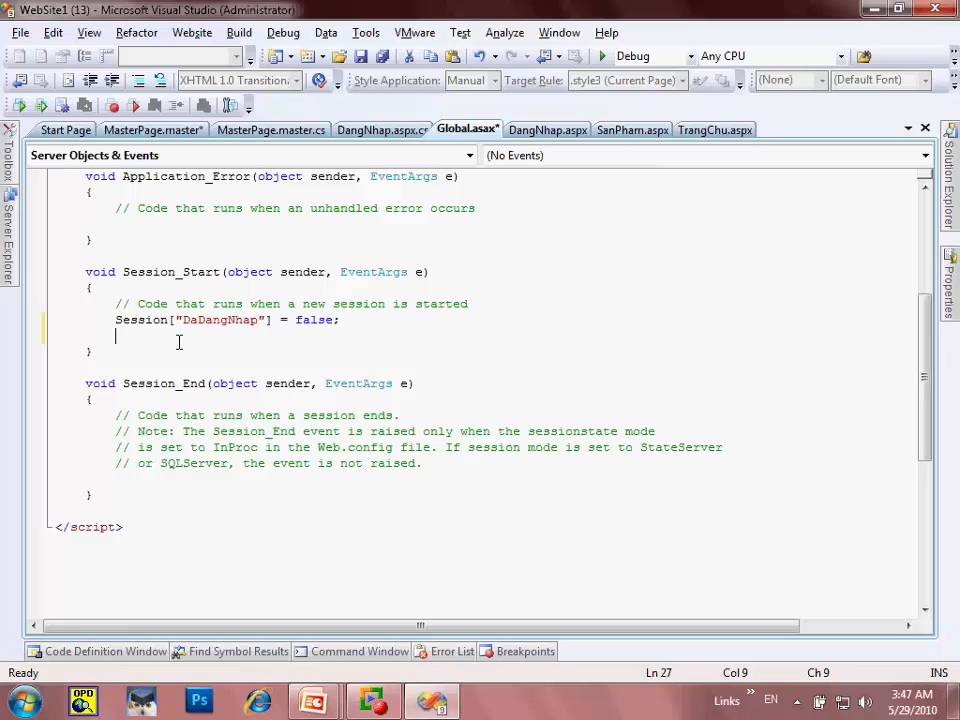 WebSite1 (13) - Microsoft Visual Studio (Administrator)
File Edit View Refactor Website Build Debug Data Tools VMware Test Analyze Window Help
Debug Any CPU
XHTML 1.0 Transition Style Application: Manual Target Rule: .style3 (Current Page) (None) (Default Font)
Start Page MasterPage.master* MasterPage.master.cs DangNhap.aspx.cs Global.asax* DangNhap.aspx SanPham.aspx TrangChu.aspx
Server Objects & Events (No Events)
Toolbox
Server Explorer
Solution Explorer
Properties
void Application_Error(object sender, EventArgs e)
{
// Code that runs when an unhandled error occurs
}
void Session_Start(object sender, EventArgs e)
{
// Code that runs when a new session is started
Session["DaDangNhap"] = false;
}
void Session_End(object sender, EventArgs e)
{
// Code that runs when a session ends.
// Note: The Session_End event is raised only when the sessionstate mode
// is set to InProc in the Web.config file. If session mode is set to StateServer
// or SQLServer, the event is not raised.
}
</script>
Code Definition Window Find Symbol Results Command Window Error List Breakpoints
Ready Ln 27 Col 9 Ch 9 INS
OPD Ps Links » EN 3:47 AM
5/29/2010